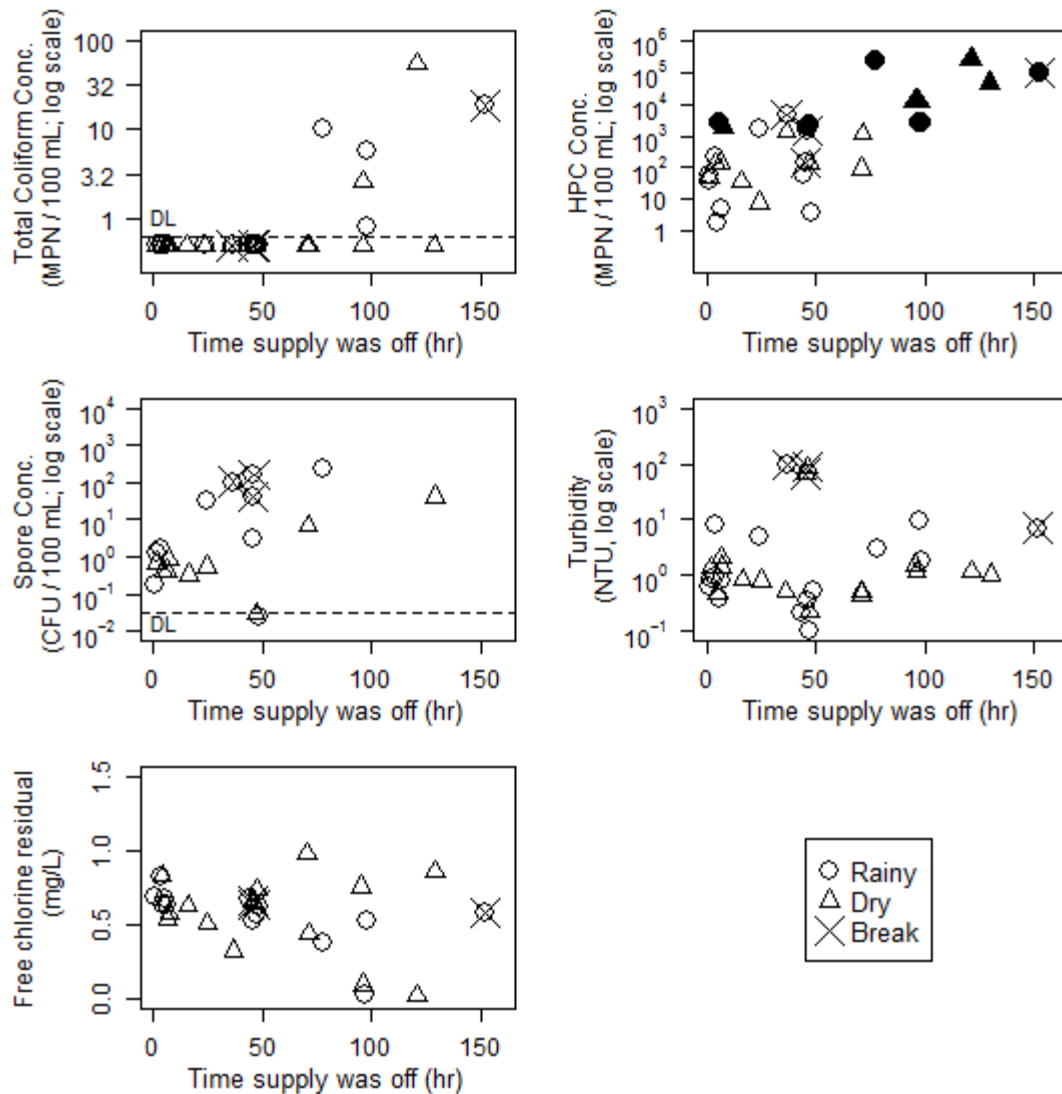 Total Coliform Conc.
(MPN / 100 mL; log scale)
100
32
10
3.2
1
DL
0 50 100 150
Time supply was off (hr)
HPC Conc.
(MPN / 100 mL; log scale)
10⁶
10⁵
10⁴
10³
10²
10
1
0 50 100 150
Time supply was off (hr)
Spore Conc.
(CFU / 100 mL; log scale)
10⁴
10³
10²
10¹
10⁰
10⁻¹
10⁻²
DL
0 50 100 150
Time supply was off (hr)
Turbidity
(NTU, log scale)
10³
10²
10¹
10⁰
10⁻¹
0 50 100 150
Time supply was off (hr)
Free chlorine residual
(mg/L)
1.5
1.0
0.5
0.0
0 50 100 150
Time supply was off (hr)
Rainy
Dry
Break